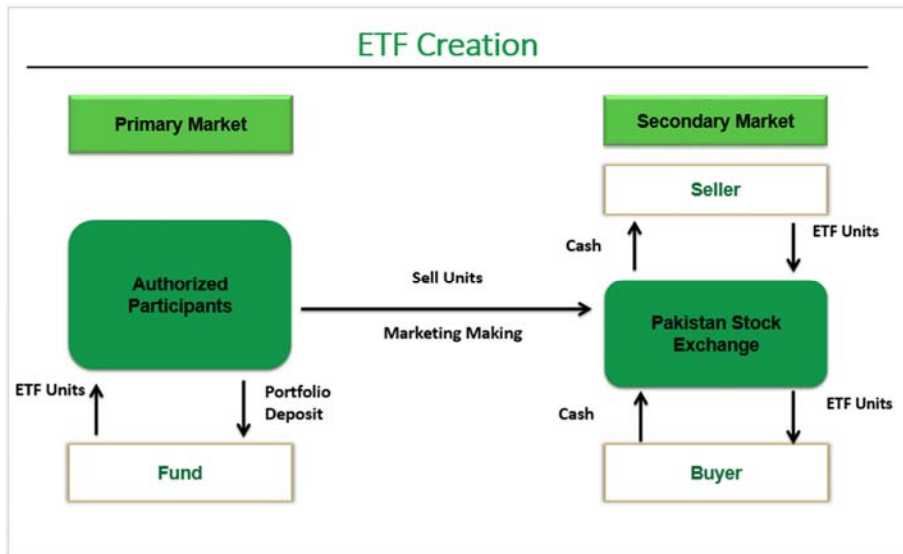 ETF Creation
Primary Market
Secondary Market
Seller
Cash
ETF Units
Authorized
Participants
Sell Units
Marketing Making
Pakistan Stock
Exchange
ETF Units
Portfolio
Deposit
Cash
ETF Units
Fund
Buyer